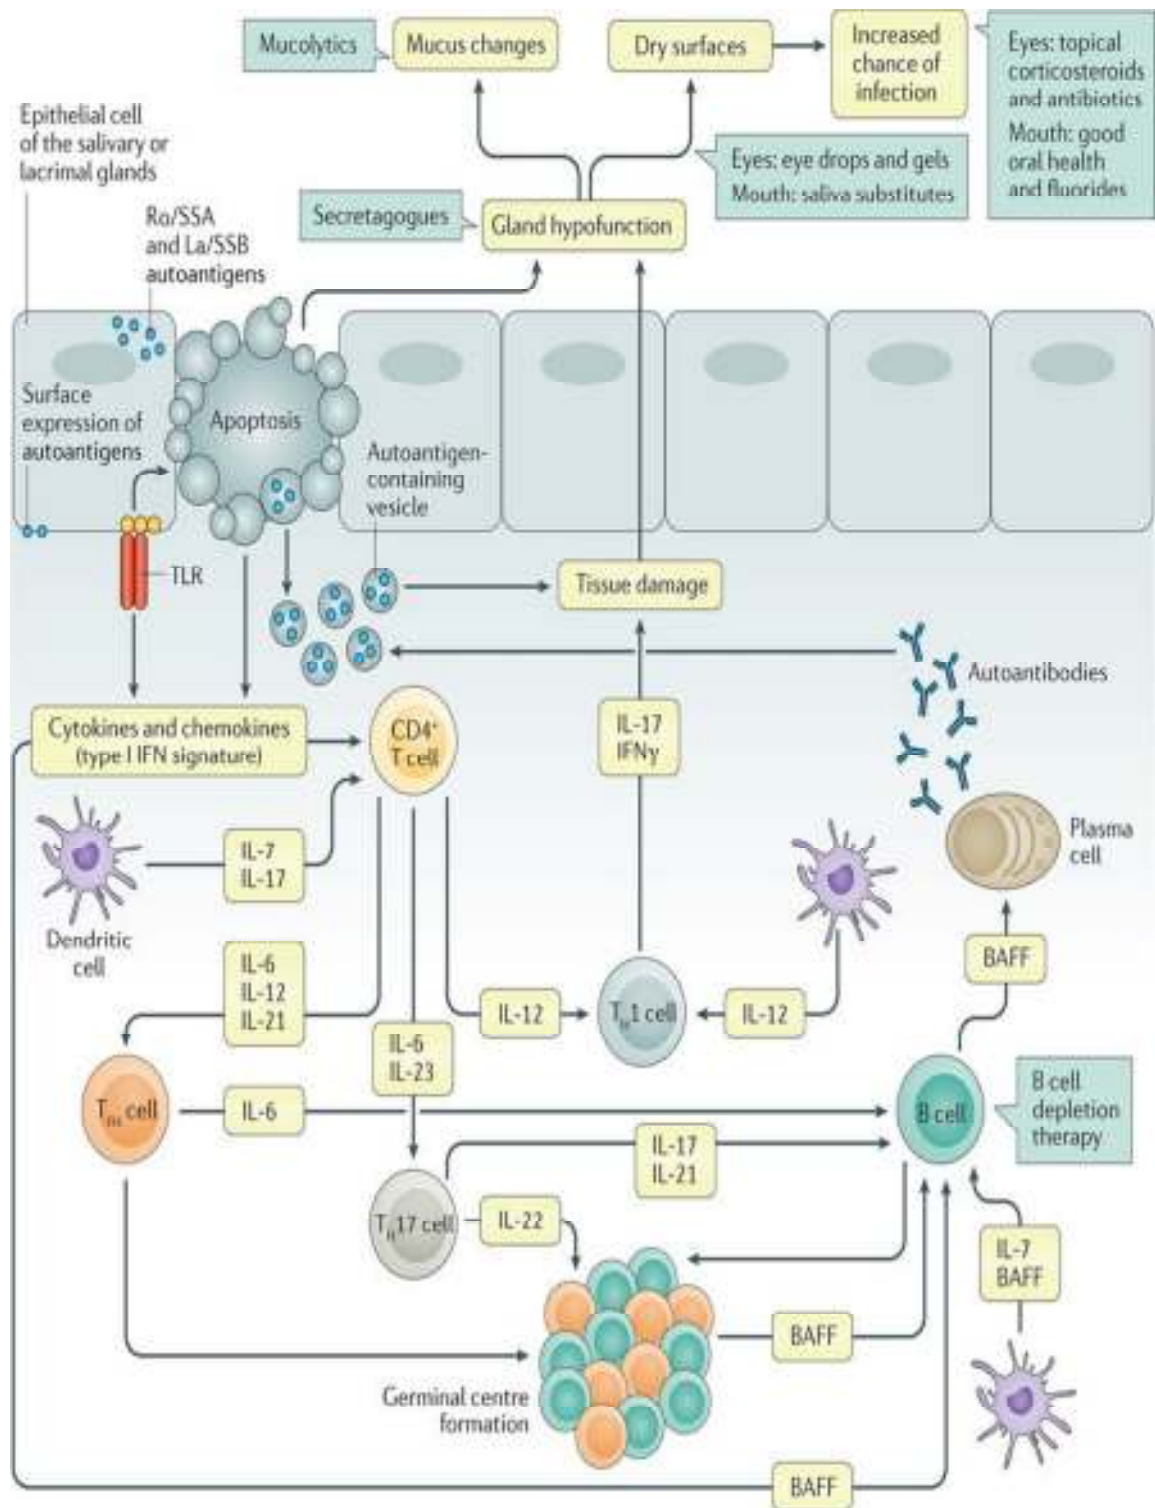 Mucolytics
Mucus changes
Dry surfaces
Increased
chance of
infection
Eyes: topical
corticosteroids
and antibiotics
Mouth: good
oral health
and fluorides
Epithelial cell
of the salivary or
lacrimal glands
Eyes: eye drops and gels
Mouth: saliva substitutes
Secretagogues
Gland hypofunction
Ro/SSA
and La/SSB
autoantigens
Surface
expression of
autoantigens
Apoptosis
Autoantigen-
containing
vesicle
TLR
Tissue damage
Autoantibodies
Cytokines and chemokines
(type I IFN signature)
CD4+
T cell
IL-17
IFNγ
Plasma
cell
IL-7
IL-17
Dendritic
cell
BAFF
IL-6
IL-12
IL-21
IL-12
TH1 cell
IL-12
IL-6
IL-23
TFH cell
IL-6
B cell
B cell
depletion
therapy
IL-17
IL-21
TH17 cell
IL-22
IL-7
BAFF
BAFF
Germinal centre
formation
BAFF